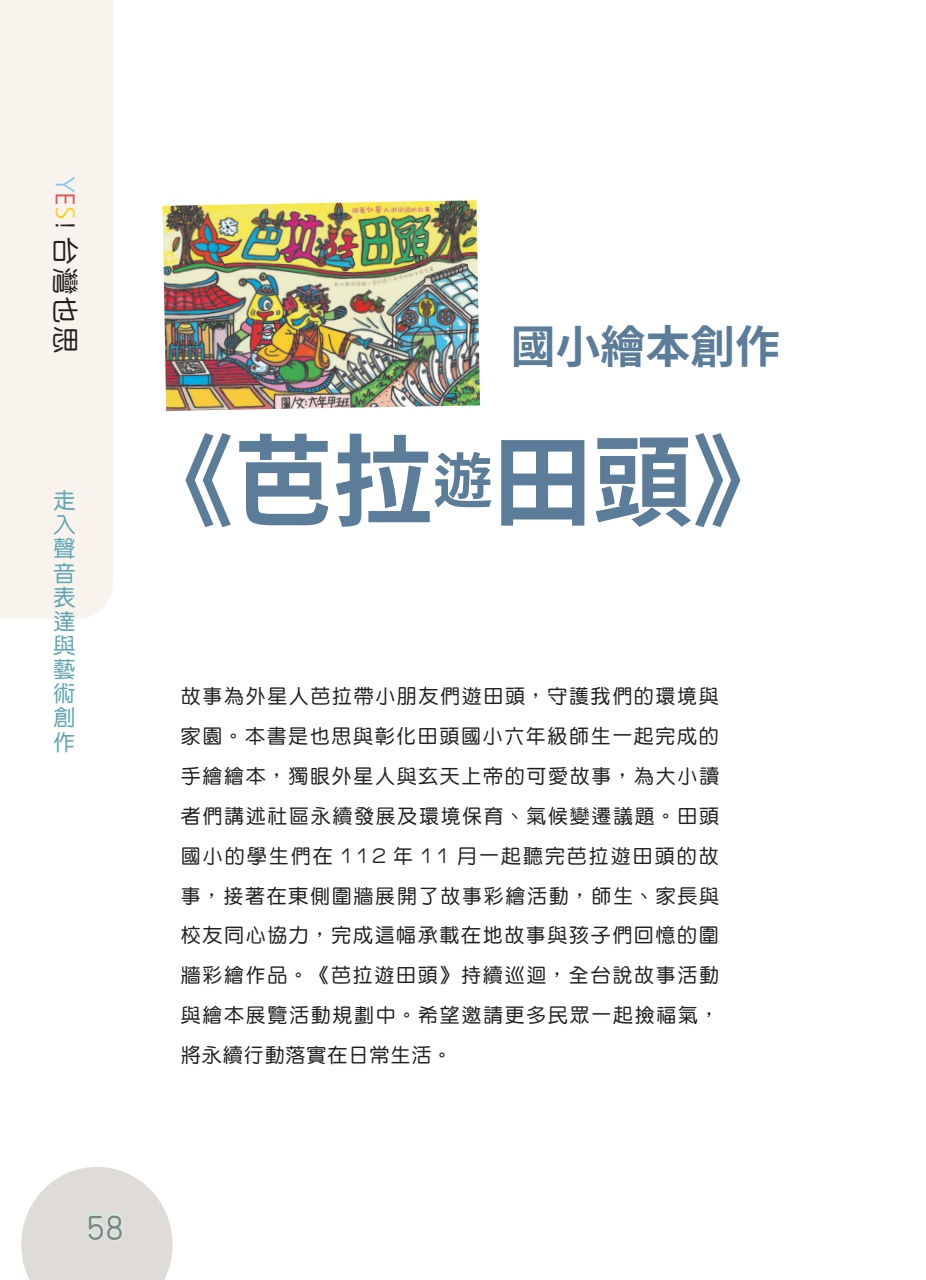 YES! 台灣也思
走入聲音表達與藝術創作
芭拉遊田頭
圖/文:六年甲班
國小繪本創作
《芭拉遊田頭》
故事為外星人芭拉帶小朋友們遊田頭,守護我們的環境與
家園。本書是也思與彰化田頭國小六年級師生一起完成的
手繪繪本,獨眼外星人與玄天上帝的可愛故事,為大小讀
者們講述社區永續發展及環境保育、氣候變遷議題。田頭
國小的學生們在 112 年 11 月一起聽完芭拉遊田頭的故
事,接著在東側圍牆展開了故事彩繪活動,師生、家長與
校友同心協力,完成這幅承載在地故事與孩子們回憶的圍
牆彩繪作品。《芭拉遊田頭》持續巡迴,全台說故事活動
與繪本展覽活動規劃中。希望邀請更多民眾一起撿福氣,
將永續行動落實在日常生活。
58